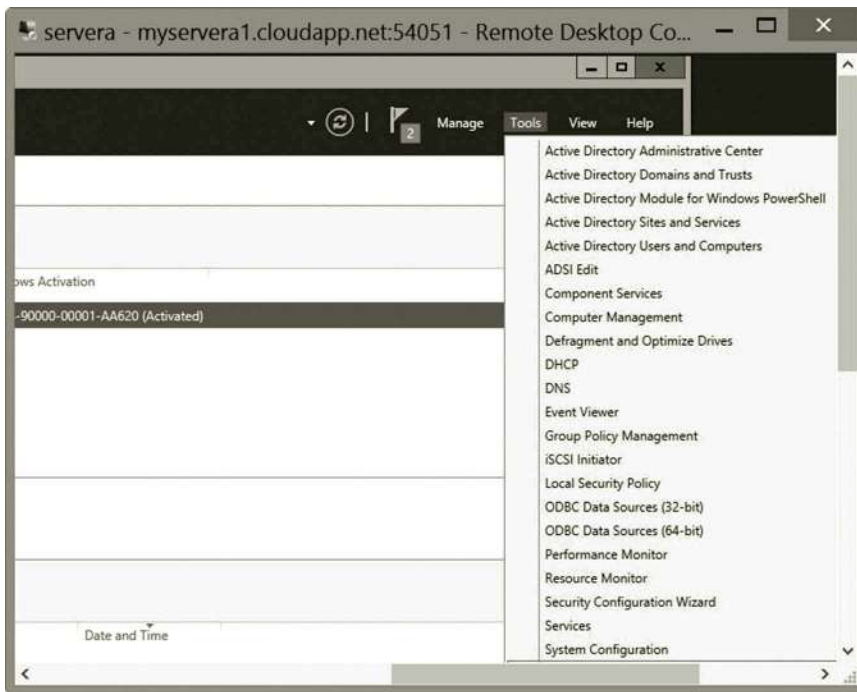 servera - myservera1.cloudapp.net:54051 - Remote Desktop Co...
2 Manage Tools View Help
Active Directory Administrative Center
Active Directory Domains and Trusts
Active Directory Module for Windows PowerShell
Active Directory Sites and Services
Active Directory Users and Computers
ADSI Edit
ows Activation
Component Services
-90000-00001-AA620 (Activated)
Computer Management
Defragment and Optimize Drives
DHCP
DNS
Event Viewer
Group Policy Management
iSCSI Initiator
Local Security Policy
ODBC Data Sources (32-bit)
ODBC Data Sources (64-bit)
Performance Monitor
Resource Monitor
Security Configuration Wizard
Services
Date and Time
System Configuration